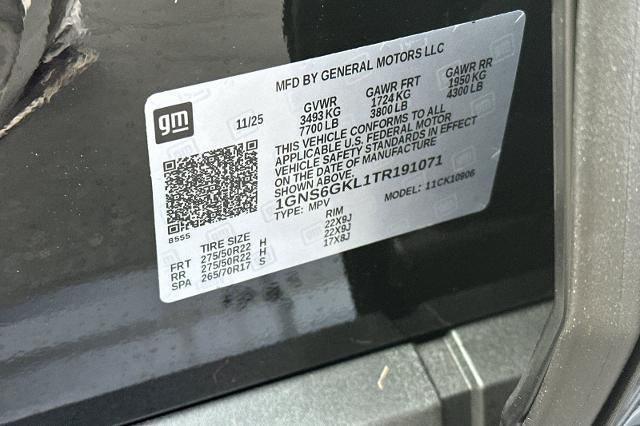 MFD BY GENERAL MOTORS LLC
gm
11/25
GVWR GAWR FRT GAWR RR
3493 KG 1724 KG 1950 KG
7700 LB 3800 LB 4300 LB
THIS VEHICLE CONFORMS TO ALL
APPLICABLE U.S. FEDERAL MOTOR
VEHICLE SAFETY STANDARDS IN EFFECT
ON THE DATE OF MANUFACTURE
SHOWN ABOVE.
1GNS6GKL1TR191071
TYPE: MPV MODEL: 11CK10906
8555
TIRE SIZE RIM
FRT 275/50R22 H 22X9J
RR 275/50R22 H 22X9J
SPA 265/70R17 S 17X8J